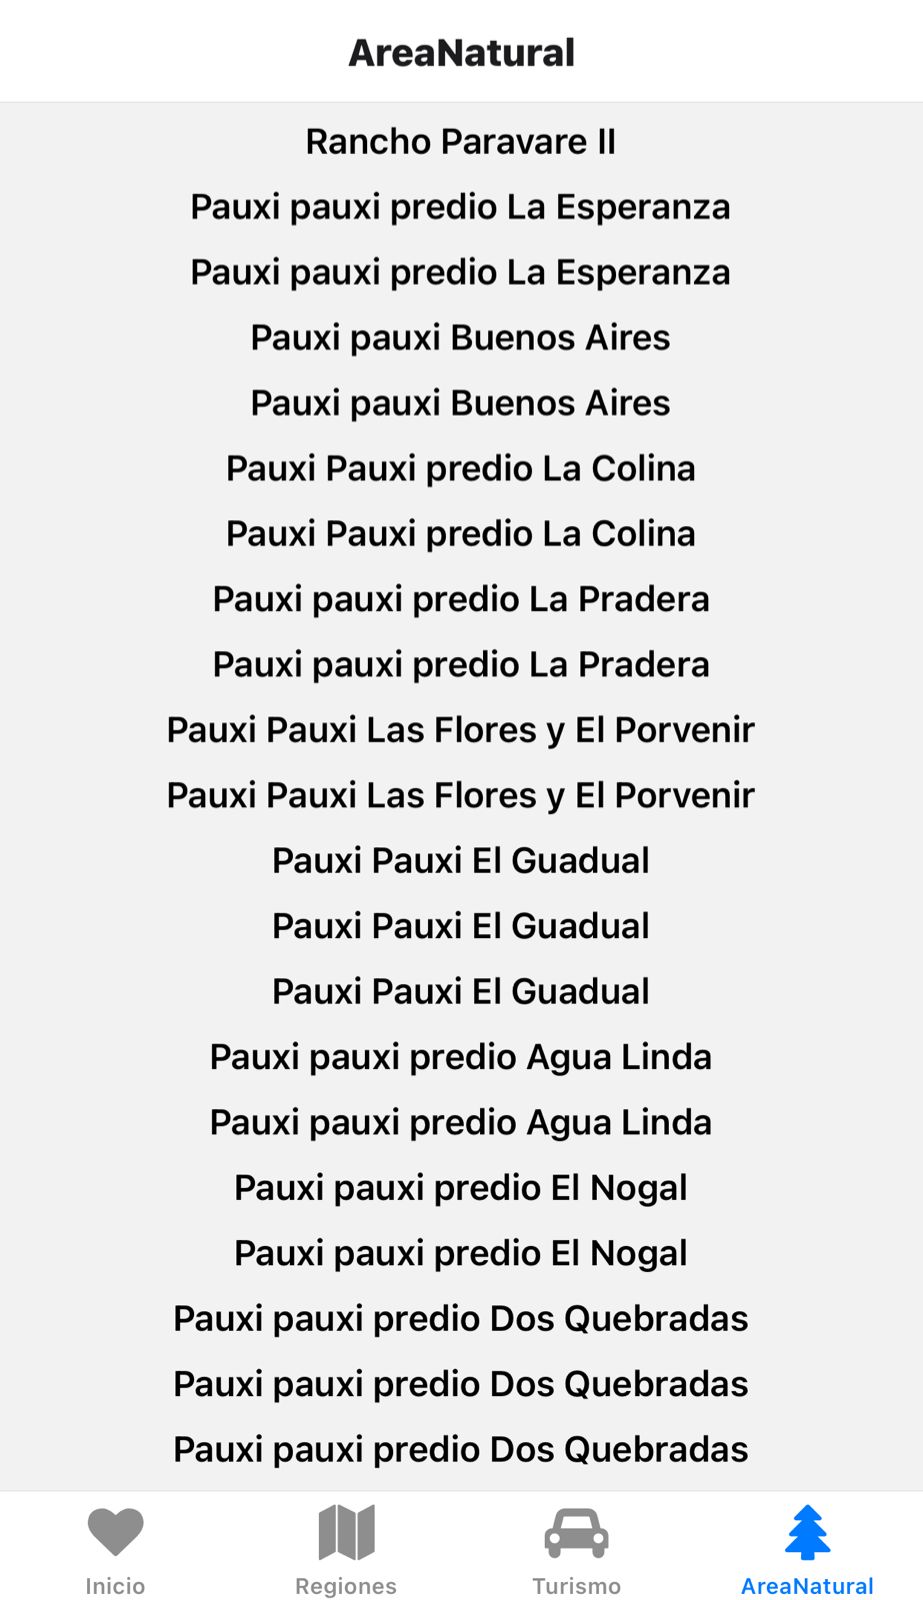 AreaNatural
Rancho Paravare II
Pauxi pauxi predio La Esperanza
Pauxi pauxi predio La Esperanza
Pauxi pauxi Buenos Aires
Pauxi pauxi Buenos Aires
Pauxi Pauxi predio La Colina
Pauxi Pauxi predio La Colina
Pauxi pauxi predio La Pradera
Pauxi pauxi predio La Pradera
Pauxi Pauxi Las Flores y El Porvenir
Pauxi Pauxi Las Flores y El Porvenir
Pauxi Pauxi El Guadual
Pauxi Pauxi El Guadual
Pauxi Pauxi El Guadual
Pauxi pauxi predio Agua Linda
Pauxi pauxi predio Agua Linda
Pauxi pauxi predio El Nogal
Pauxi pauxi predio El Nogal
Pauxi pauxi predio Dos Quebradas
Pauxi pauxi predio Dos Quebradas
Pauxi pauxi predio Dos Quebradas
Inicio Regiones Turismo AreaNatural